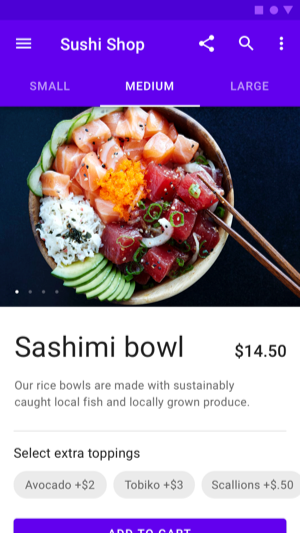 Sushi Shop
SMALL MEDIUM LARGE
Sashimi bowl $14.50
Our rice bowls are made with sustainably
caught local fish and locally grown produce.
Select extra toppings
Avocado +$2 Tobiko +$3 Scallions +$.50
ADD TO CART